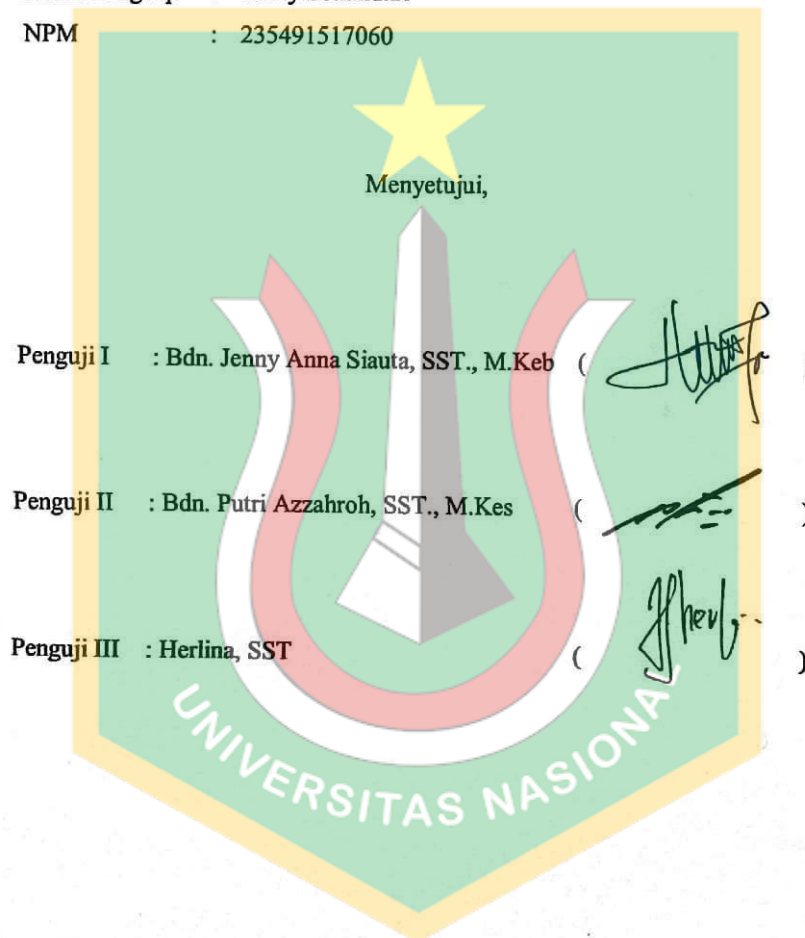 NPM : 235491517060
Menyetujui,
Penguji I : Bdn. Jenny Anna Siauta, SST., M.Keb (
Penguji II : Bdn. Putri Azzahroh, SST., M.Kes ( )
Penguji III : Herlina, SST ( )
UNIVERSITAS NASIONAL